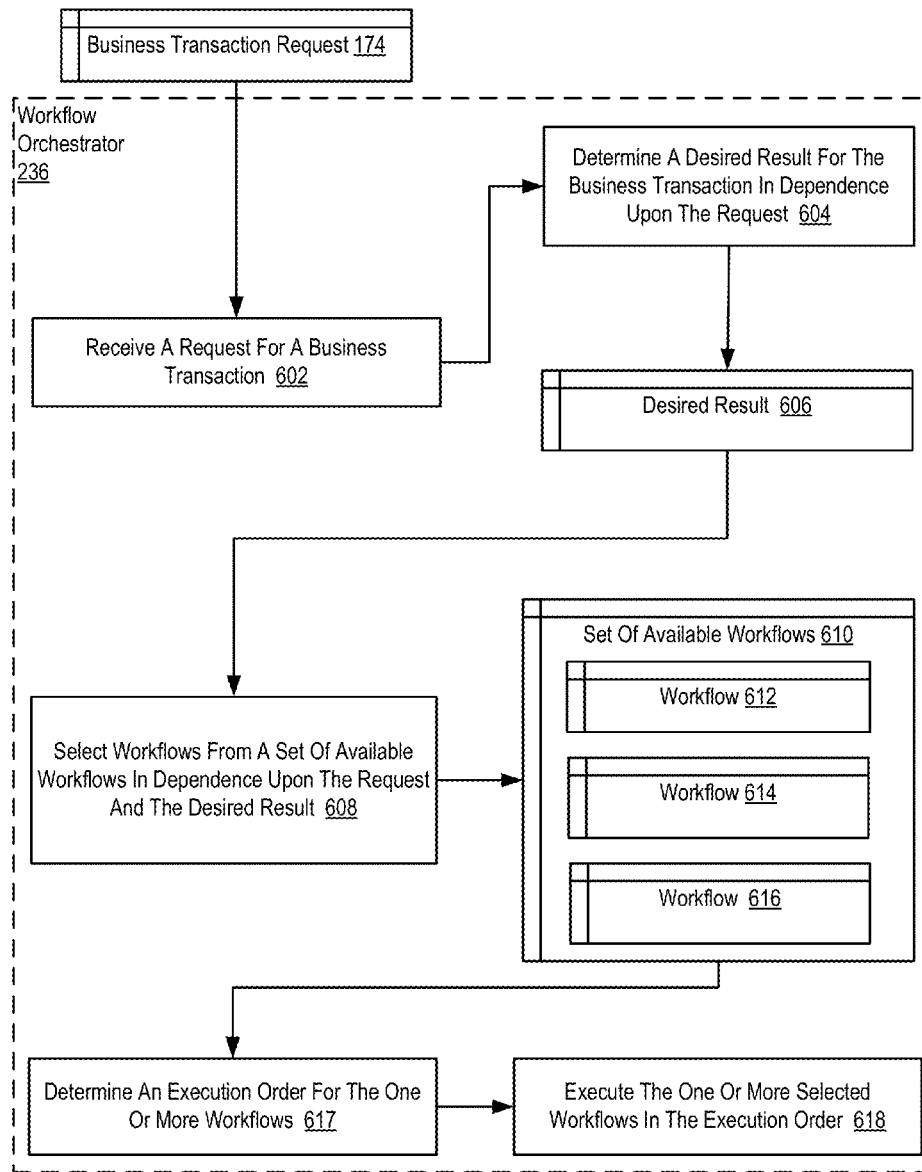 Business Transaction Request 174
Workflow
Orchestrator
236
Determine A Desired Result For The
Business Transaction In Dependence
Upon The Request 604
Receive A Request For A Business
Transaction 602
Desired Result 606
Set Of Available Workflows 610
Workflow 612
Select Workflows From A Set Of Available
Workflows In Dependence Upon The Request
And The Desired Result 608
Workflow 614
Workflow 616
Determine An Execution Order For The One
Or More Workflows 617
Execute The One Or More Selected
Workflows In The Execution Order 618